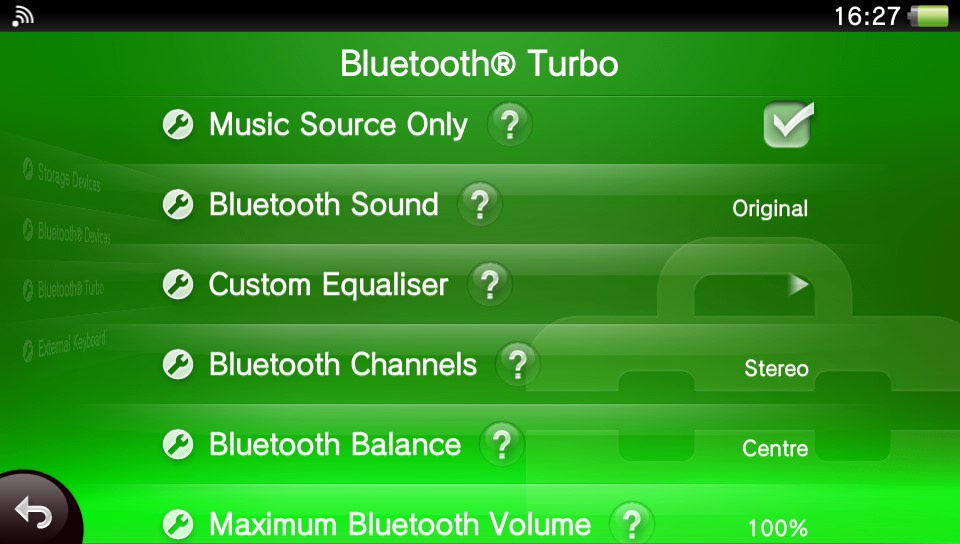 16:27
Bluetooth® Turbo
Music Source Only ?
Bluetooth Sound ? Original
Custom Equaliser ?
Bluetooth Channels ? Stereo
Bluetooth Balance ? Centre
Maximum Bluetooth Volume ? 100%
Storage Devices
Bluetooth® Devices
Bluetooth® Turbo
External Keyboard